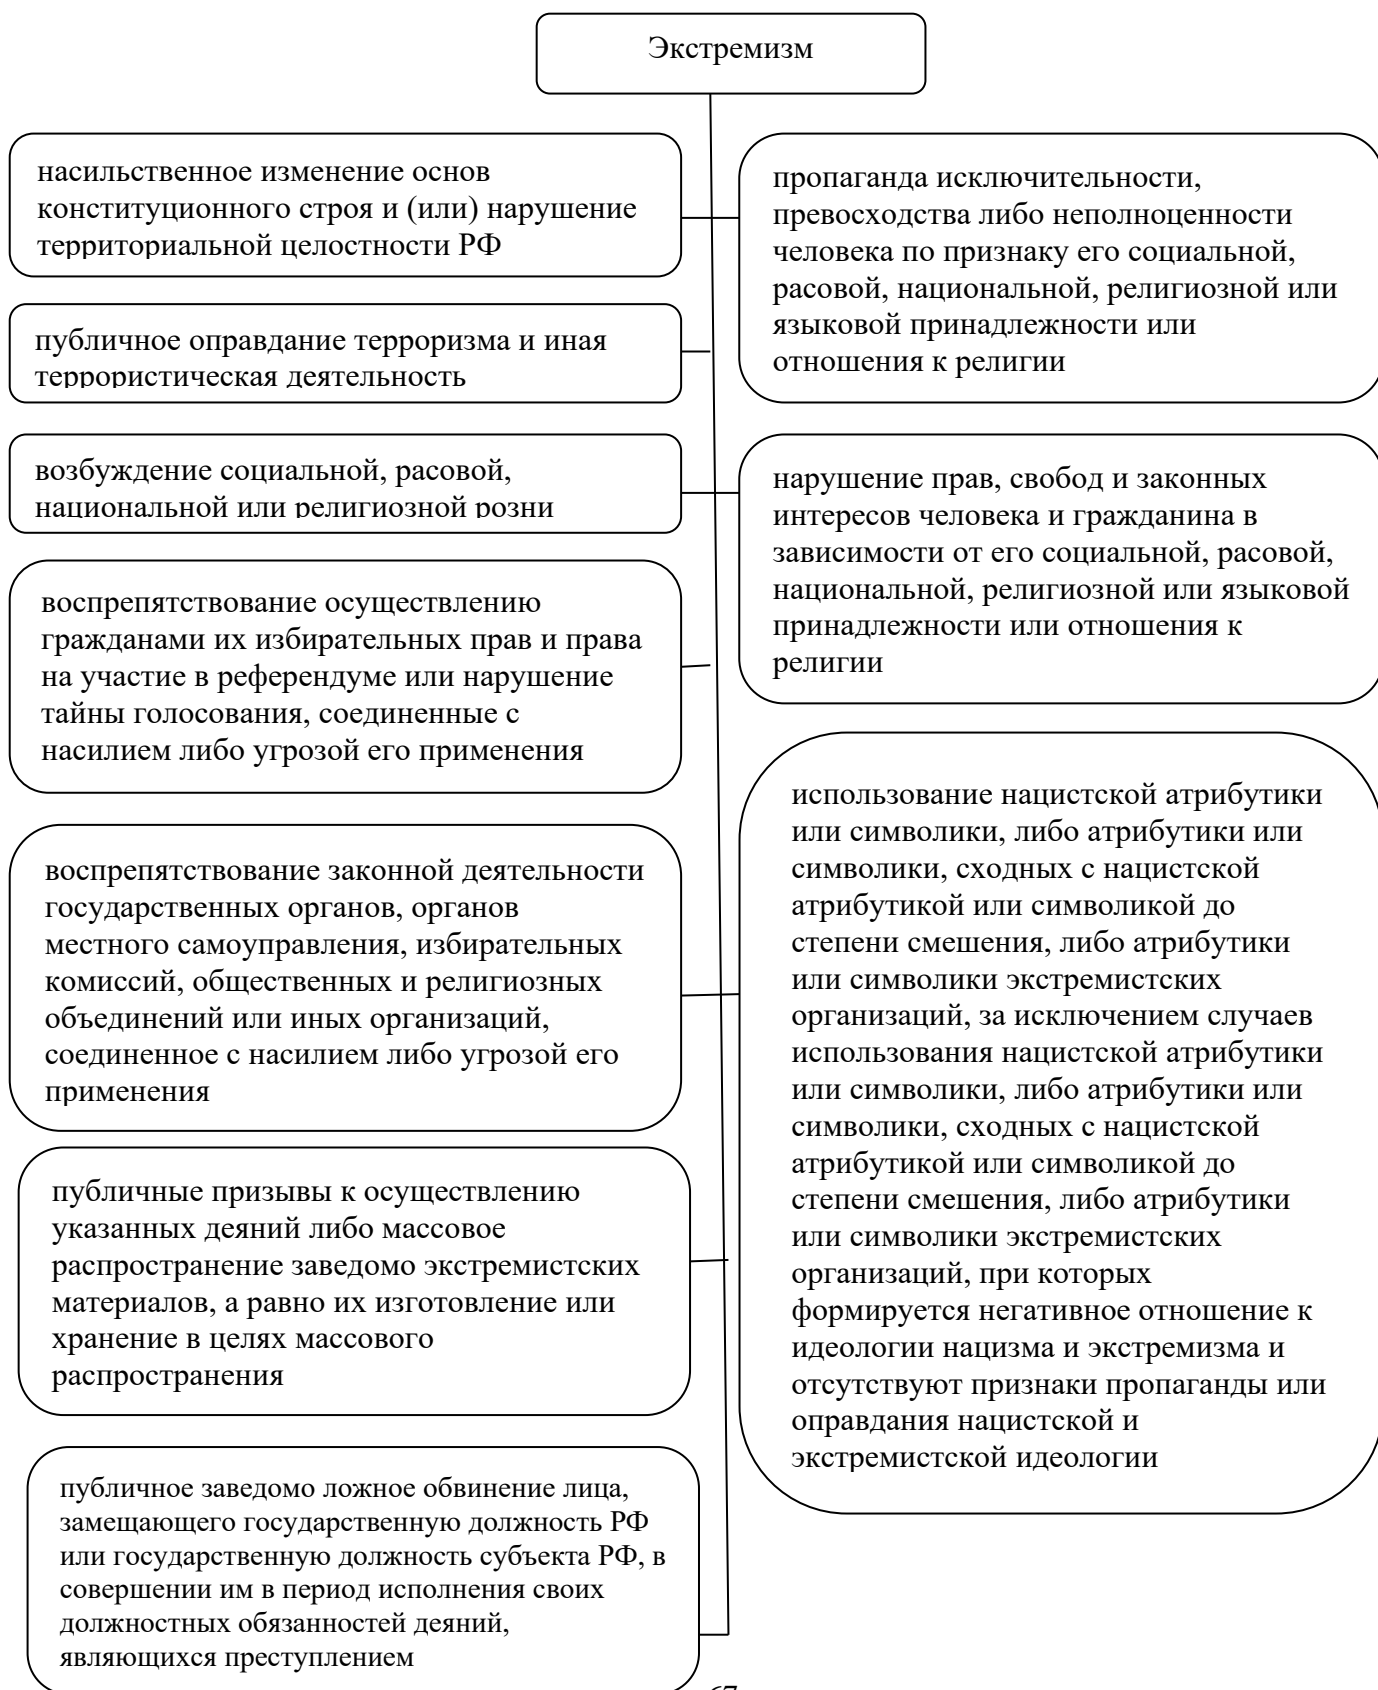 Экстремизм
насильственное изменение основ
конституционного строя и (или) нарушение
территориальной целостности РФ
публичное оправдание терроризма и иная
террористическая деятельность
возбуждение социальной, расовой,
национальной или религиозной розни
воспрепятствование осуществлению
гражданами их избирательных прав и права
на участие в референдуме или нарушение
тайны голосования, соединенные с
насилием либо угрозой его применения
воспрепятствование законной деятельности
государственных органов, органов
местного самоуправления, избирательных
комиссий, общественных и религиозных
объединений или иных организаций,
соединенное с насилием либо угрозой его
применения
публичные призывы к осуществлению
указанных деяний либо массовое
распространение заведомо экстремистских
материалов, а равно их изготовление или
хранение в целях массового
распространения
публичное заведомо ложное обвинение лица,
замещающего государственную должность РФ
или государственную должность субъекта РФ, в
совершении им в период исполнения своих
должностных обязанностей деяний,
являющихся преступлением
пропаганда исключительности,
превосходства либо неполноценности
человека по признаку его социальной,
расовой, национальной, религиозной или
языковой принадлежности или
отношения к религии
нарушение прав, свобод и законных
интересов человека и гражданина в
зависимости от его социальной, расовой,
национальной, религиозной или языковой
принадлежности или отношения к
религии
использование нацистской атрибутики
или символики, либо атрибутики или
символики, сходных с нацистской
атрибутикой или символикой до
степени смешения, либо атрибутики
или символики экстремистских
организаций, за исключением случаев
использования нацистской атрибутики
или символики, либо атрибутики или
символики, сходных с нацистской
атрибутикой или символикой до
степени смешения, либо атрибутики
или символики экстремистских
организаций, при которых
формируется негативное отношение к
идеологии нацизма и экстремизма и
отсутствуют признаки пропаганды или
оправдания нацистской и
экстремистской идеологии